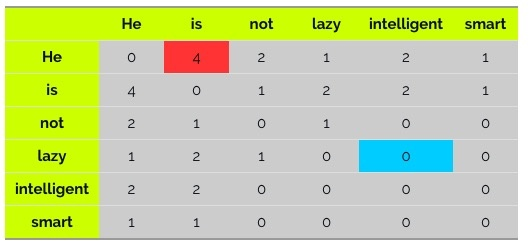 He is not lazy intelligent smart
He 0 4 2 1 2 1
is 4 0 1 2 2 1
not 2 1 0 1 0 0
lazy 1 2 1 0 0 0
intelligent 2 2 0 0 0 0
smart 1 1 0 0 0 0